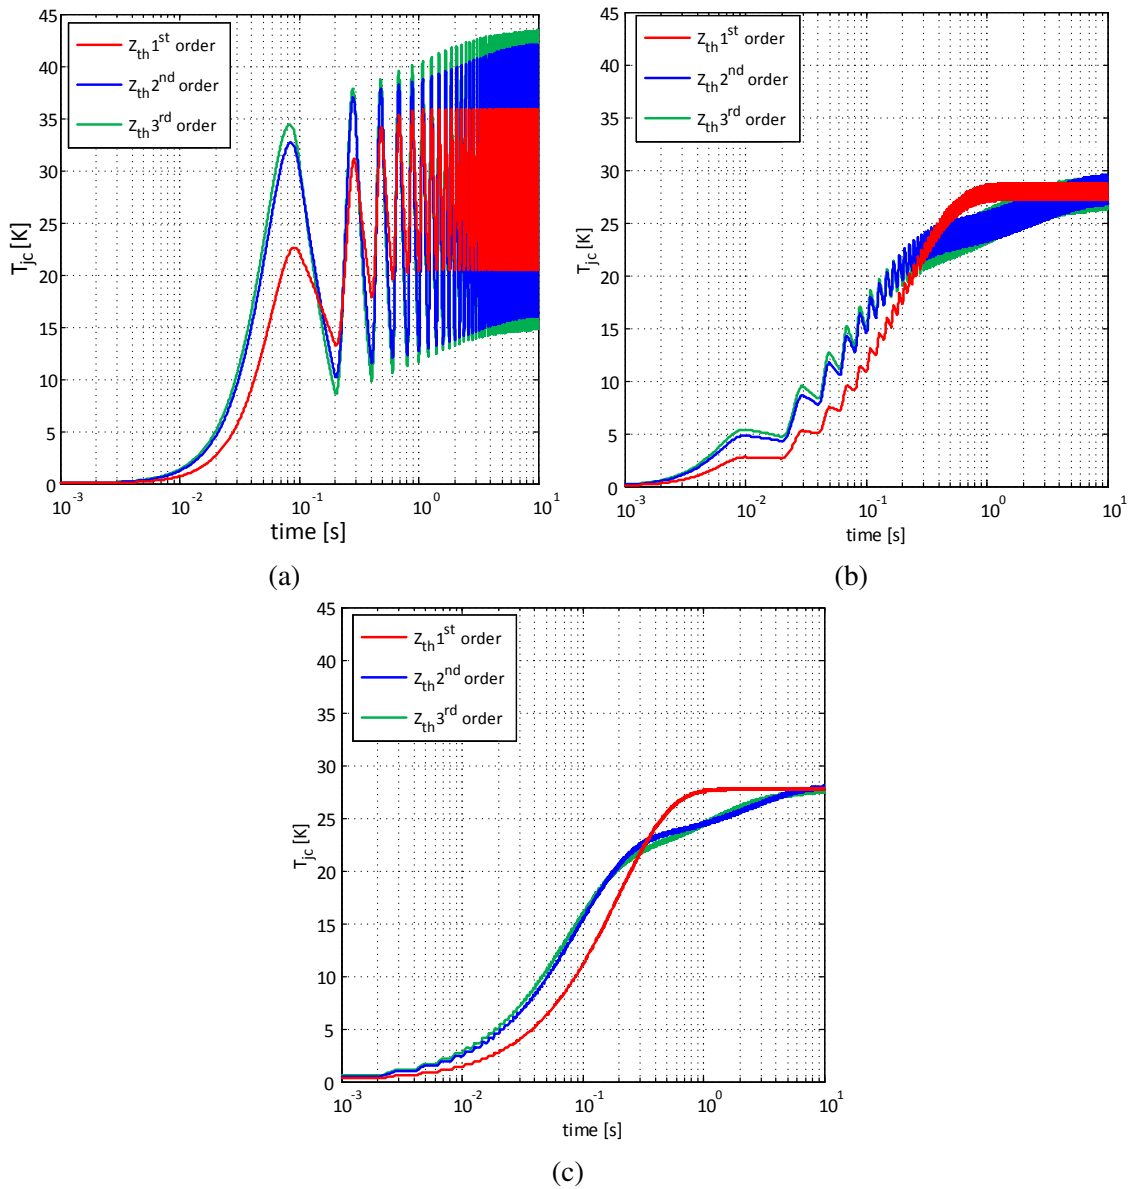 45
40
35
30
25
20
15
10
5
0
T_jc [K]
Z_th 1^st order
Z_th 2^nd order
Z_th 3^rd order
10^-3 10^-2 10^-1 10^0 10^1
time [s]
(a)
45
40
35
30
25
20
15
10
5
0
T_jc [K]
Z_th 1^st order
Z_th 2^nd order
Z_th 3^rd order
10^-3 10^-2 10^-1 10^0 10^1
time [s]
(b)
45
40
35
30
25
20
15
10
5
0
T_jc [K]
Z_th 1^st order
Z_th 2^nd order
Z_th 3^rd order
10^-3 10^-2 10^-1 10^0 10^1
time [s]
(c)